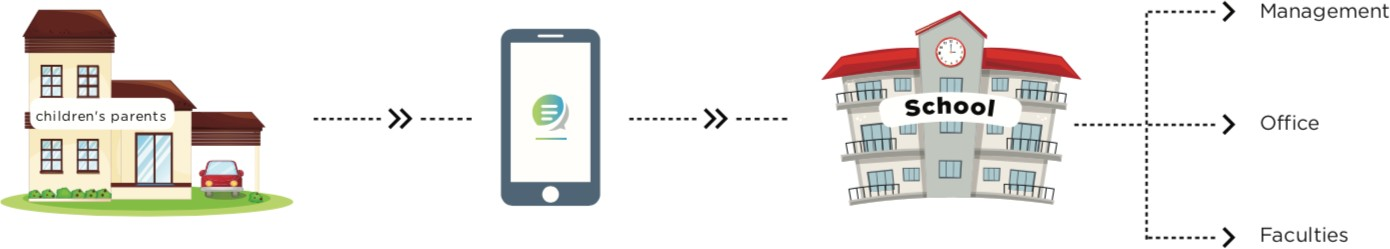 children's parents
School
Management
Office
Faculties